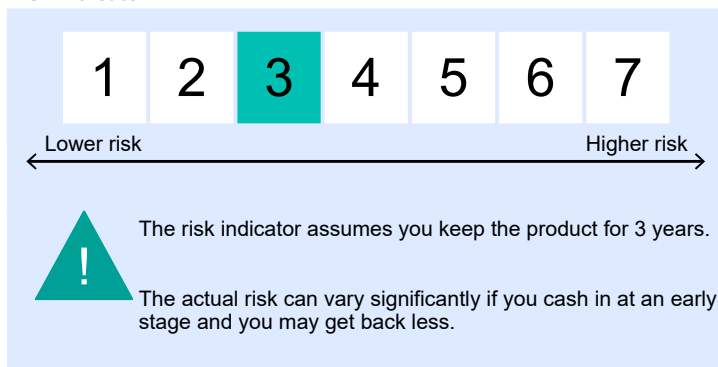 1 2 3 4 5 6 7
Lower risk Higher risk
!
The risk indicator assumes you keep the product for 3 years.
The actual risk can vary significantly if you cash in at an early
stage and you may get back less.